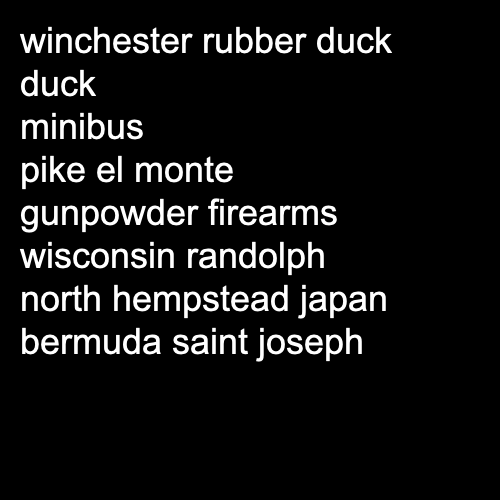 winchester rubber duck
duck
minibus
pike el monte
gunpowder firearms
wisconsin randolph
north hempstead japan
bermuda saint joseph